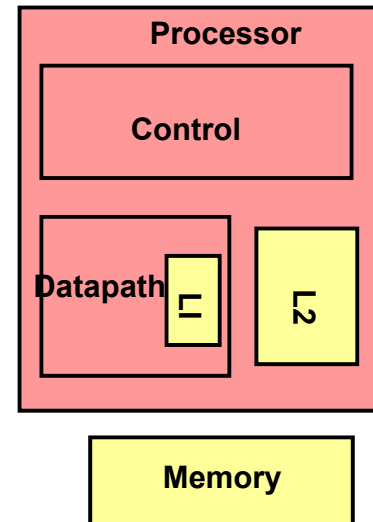 Processor
Control
Datapath
L1
L2
Memory